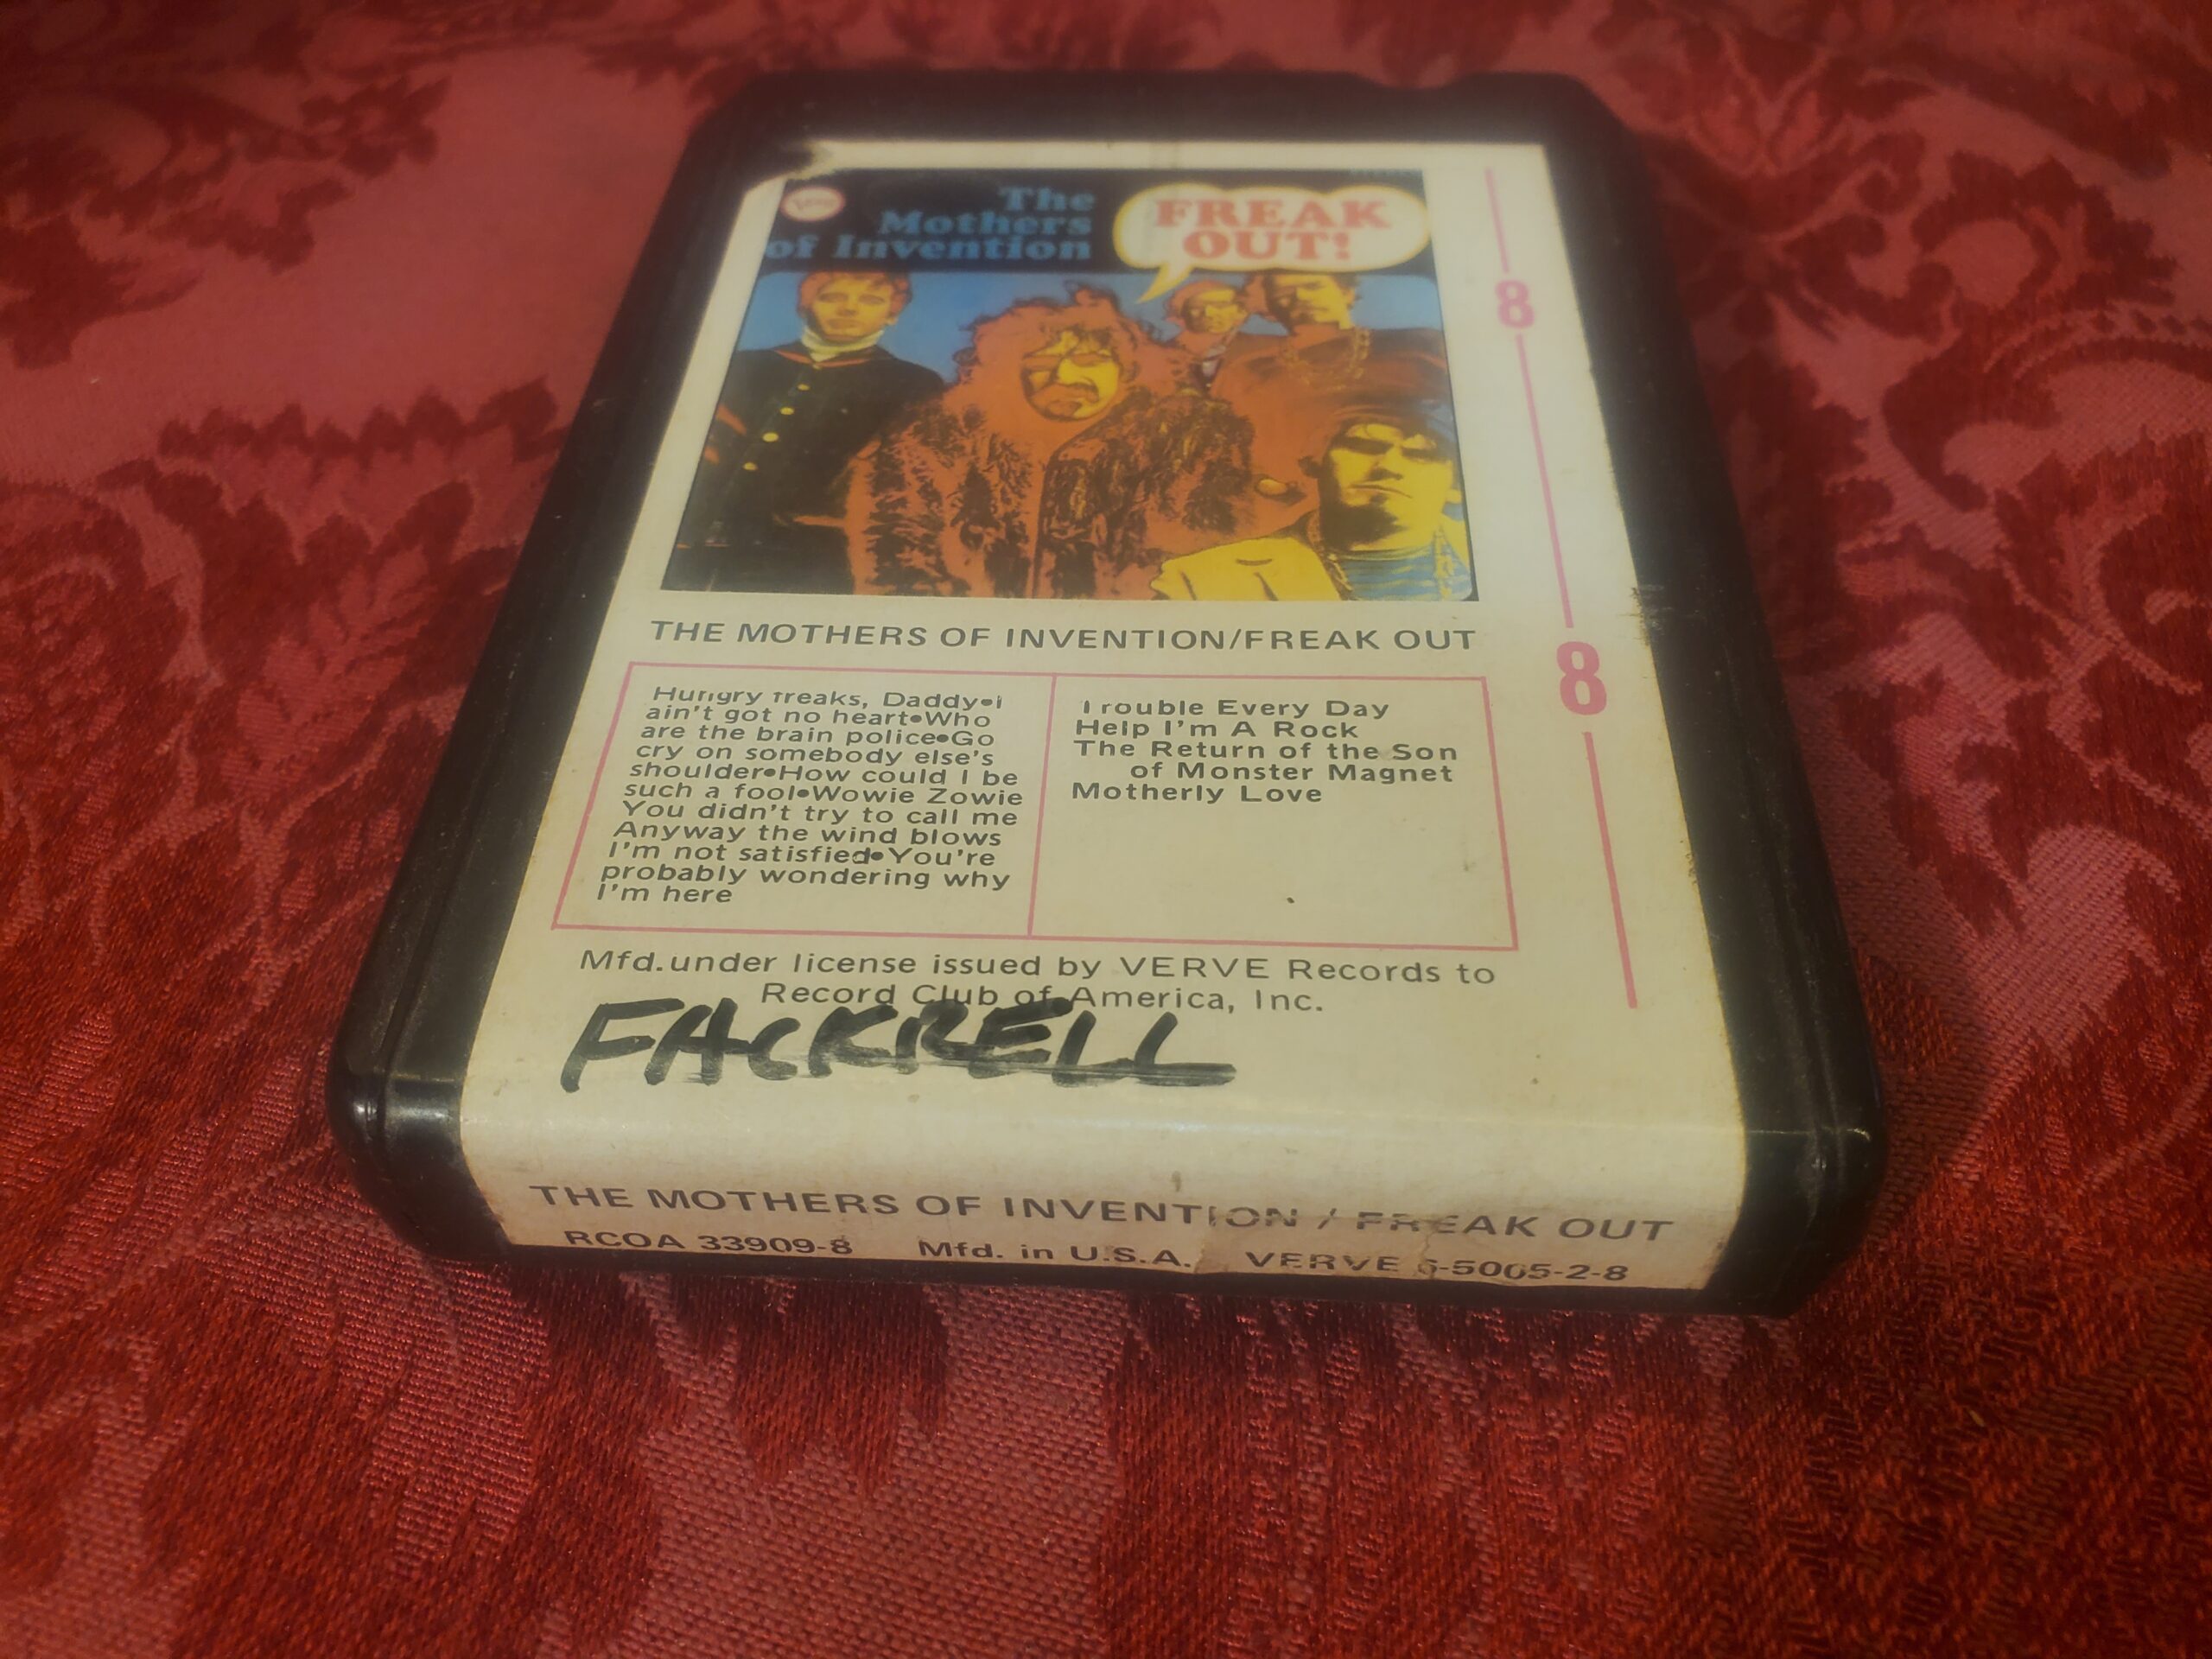 The
Mothers
of Invention
FREAK
OUT!
8
8
THE MOTHERS OF INVENTION/FREAK OUT
Hungry freaks, Daddy•i
ain't got no heart•Who
are the brain police•Go
cry on somebody else's
shoulder•How could I be
such a fool•Wowie Zowie
You didn't try to call me
Anyway the wind blows
I'm not satisfied•You're
probably wondering why
I'm here
Trouble Every Day
Help I'm A Rock
The Return of the Son
of Monster Magnet
Motherly Love
Mfd.under license issued by VERVE Records to
Record Club of America, Inc.
FACKRELL
THE MOTHERS OF INVENTION / FREAK OUT
RCOA 33909-8 Mfd. in U.S.A. VERVE